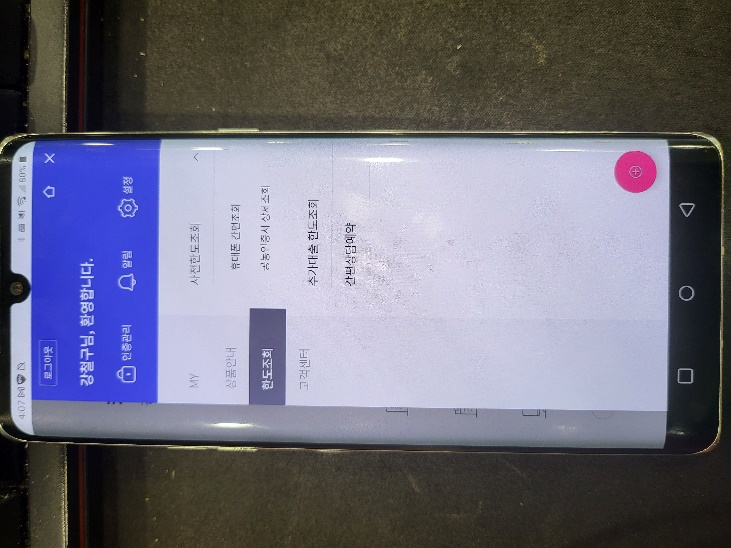 4:07
60%
로그아웃
강철구님, 환영합니다.
인증관리
알림
설정
MY
상품안내
한도조회
고객센터
사전한도조회
휴대폰 간편조회
공동인증서 상세조회
추가대출 한도조회
간편상담예약